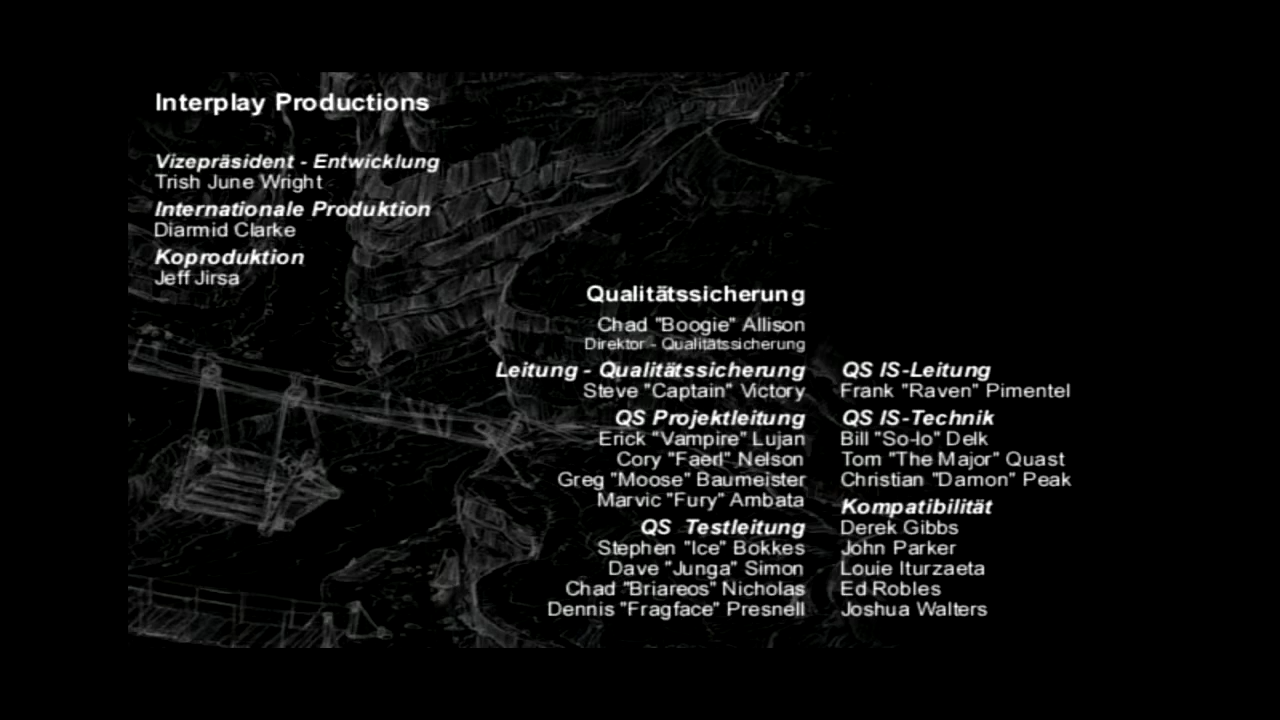 Interplay Productions
Vizepräsident - Entwicklung
Trish June Wright
Internationale Produktion
Diarmid Clarke
Koproduktion
Jeff Jirsa
Qualitätssicherung
Chad "Boogie" Allison
Direktor - Qualitätssicherung
Leitung - Qualitätssicherung
Steve "Captain" Victory
QS Projektleitung
Erick "Vampire" Lujan
Cory "Faerl" Nelson
Greg "Moose" Baumeister
Marvic "Fury" Ambata
QS Testleitung
Stephen "Ice" Bokkes
Dave "Junga" Simon
Chad "Briareos" Nicholas
Dennis "Fragface" Presnell
QS IS-Leitung
Frank "Raven" Pimentel
QS IS-Technik
Bill "So-lo" Delk
Tom "The Major" Quast
Christian "Damon" Peak
Kompatibilität
Derek Gibbs
John Parker
Louie Iturzaeta
Ed Robles
Joshua Walters